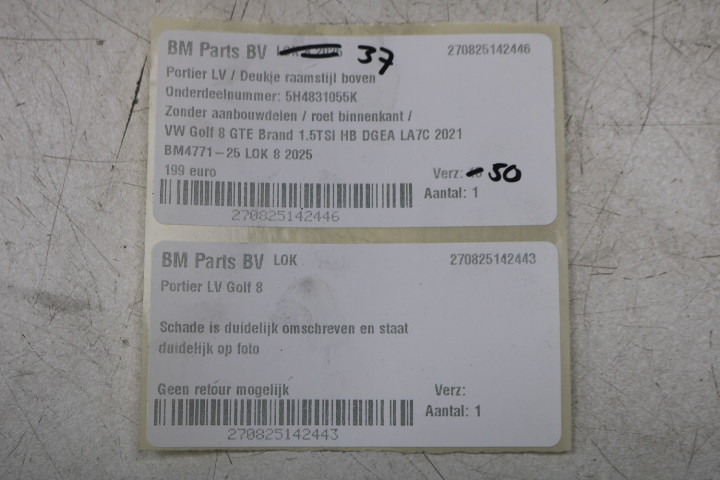 BM Parts BV LOK 8 2025 37 270825142446
Portier LV / Deukje raamstijl boven
Onderdeelnummer: 5H4831055K
Zonder aanbouwdelen / roet binnenkant /
VW Golf 8 GTE Brand 1.5TSI HB DGEA LA7C 2021
BM4771-25 LOK 8 2025
199 euro Verz: 50
Aantal: 1
270825142446
BM Parts BV LOK 270825142443
Portier LV Golf 8
Schade is duidelijk omschreven en staat
duidelijk op foto
Geen retour mogelijk Verz:
Aantal: 1
270825142443